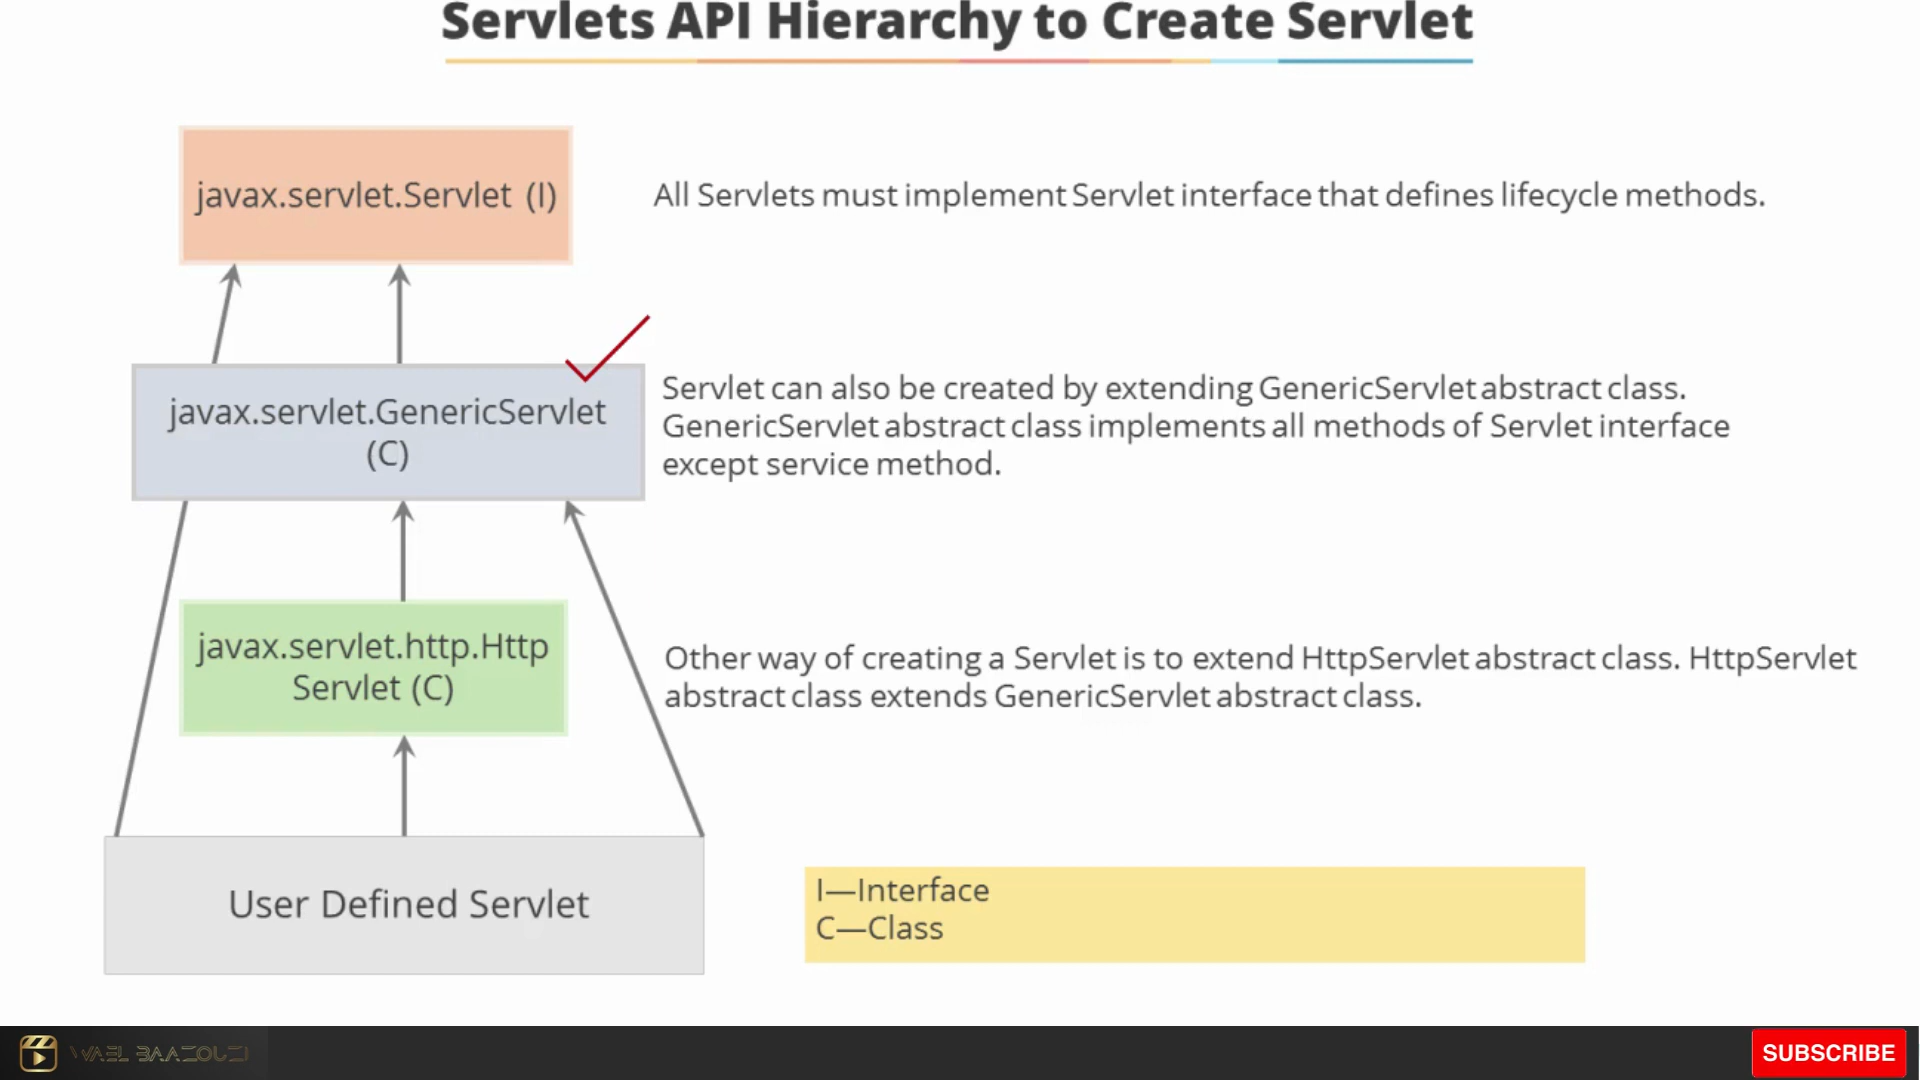 Servlets API Hierarchy to Create Servlet
javax.servlet.Servlet (I)
All Servlets must implement Servlet interface that defines lifecycle methods.
javax.servlet.GenericServlet
(C)
Servlet can also be created by extending GenericServlet abstract class.
GenericServlet abstract class implements all methods of Servlet interface
except service method.
javax.servlet.http.Http
Servlet (C)
Other way of creating a Servlet is to extend HttpServlet abstract class. HttpServlet
abstract class extends GenericServlet abstract class.
User Defined Servlet
I—Interface
C—Class
WAEL BAAZOUZI
SUBSCRIBE